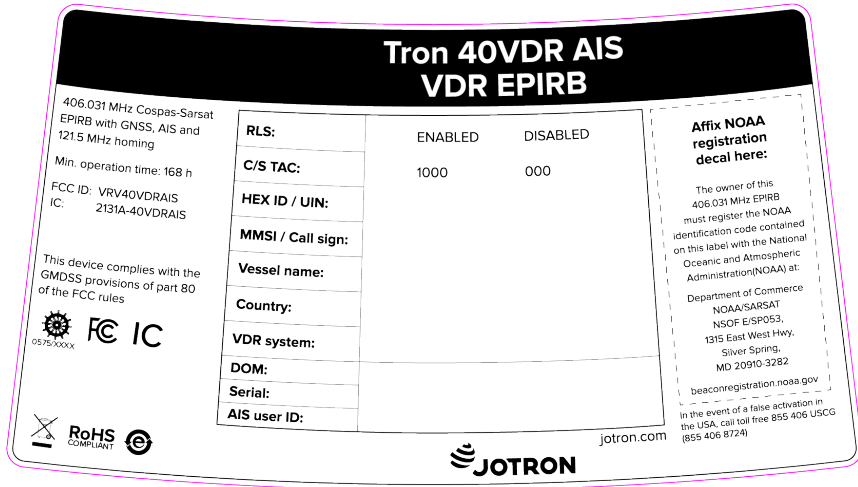 Tron 40VDR AIS
VDR EPIRB
406.031 MHz Cospas-Sarsat
EPIRB with GNSS, AIS and
121.5 MHz homing
Min. operation time: 168 h
FCC ID: VRV40VDRAIS
IC: 2131A-40VDRAIS
This device complies with the
GMDSS provisions of part 80
of the FCC rules
0575/XXXX
FC IC
RoHS
COMPLIANT
RLS: ENABLED DISABLED
C/S TAC: 1000 000
HEX ID / UIN:
MMSI / Call sign:
Vessel name:
Country:
VDR system:
DOM:
Serial:
AIS user ID:
Affix NOAA
registration
decal here:
The owner of this
406.031 MHz EPIRB
must register the NOAA
identification code contained
on this label with the National
Oceanic and Atmospheric
Administration(NOAA) at:
Department of Commerce
NOAA/SARSAT
NSOF E/SP053,
1315 East West Hwy,
Silver Spring,
MD 20910-3282
beaconregistration.noaa.gov
In the event of a false activation in
the USA, call toll free 855 406 USCG
(855 406 8724)
jotron.com
JOTRON